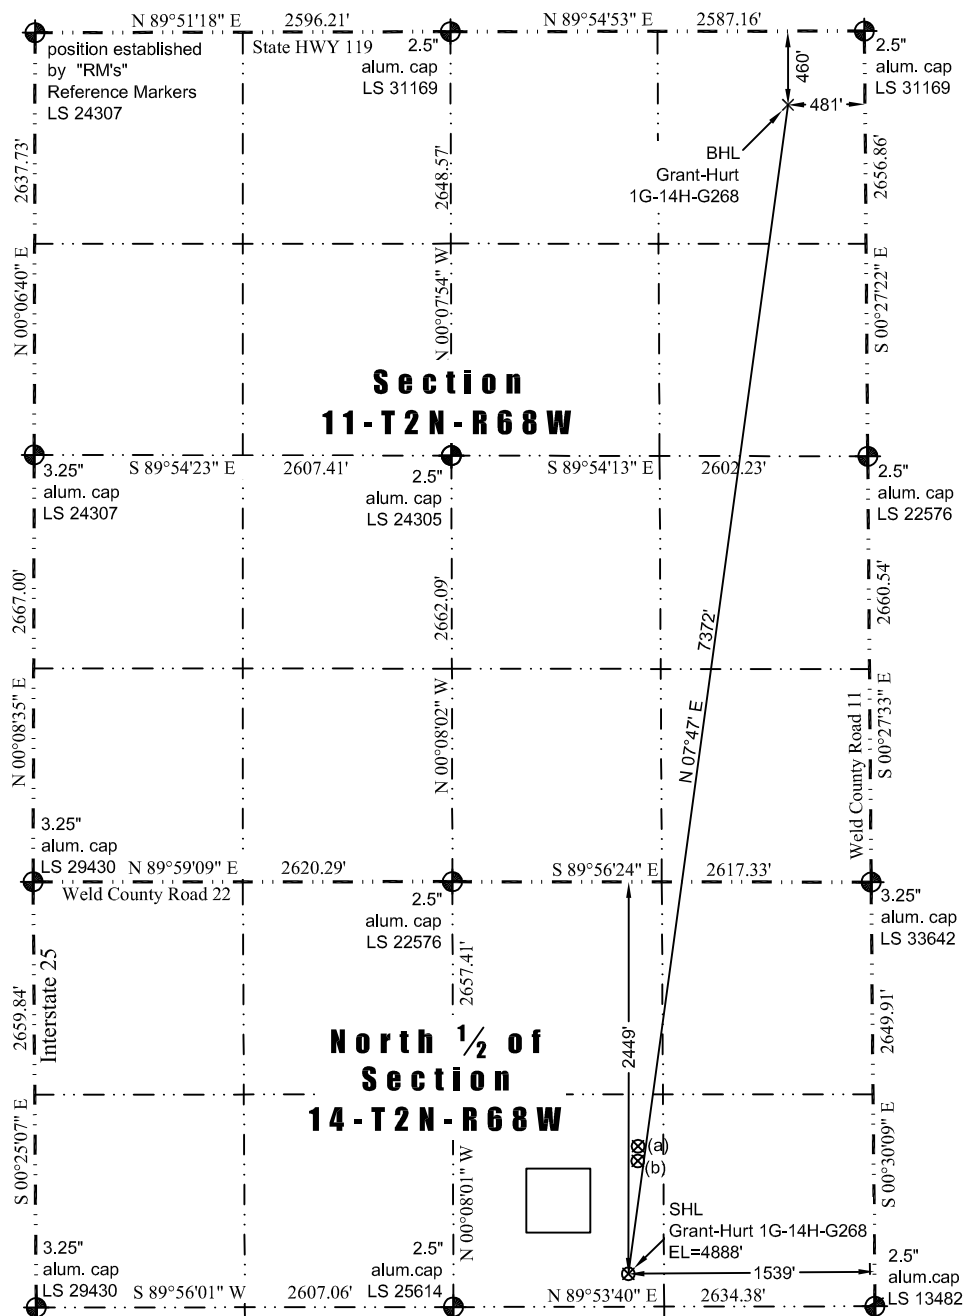 N 89°51'18" E 2596.21' N 89°54'53" E 2587.16'
position established
by "RM's"
Reference Markers
LS 24307
State HWY 119
2.5"
alum. cap
LS 31169
2.5"
alum. cap
LS 31169
460'
481'
BHL
Grant-Hurt
1G-14H-G268
2637.73'
2648.57'
2656.86'
N 00°06'40" E
N 00°07'54" W
S 00°27'22" E
Section
11-T2N-R68W
S 89°54'23" E 2607.41' S 89°54'13" E 2602.23'
3.25"
alum. cap
LS 24307
2.5"
alum. cap
LS 24305
2.5"
alum. cap
LS 22576
2667.00'
2662.09'
2660.54'
7372'
N 07°47' E
N 00°08'35" E
N 00°08'02" W
Weld County Road 11
S 00°27'33" E
3.25"
alum. cap
LS 29430
N 89°59'09" E 2620.29' S 89°56'24" E 2617.33'
Weld County Road 22
2.5"
alum. cap
LS 22576
3.25"
alum. cap
LS 33642
2659.84'
Interstate 25
2657.41'
2449'
2649.91'
North ½ of
Section
14-T2N-R68W
S 00°25'07" E
N 00°08'01" W
S 00°30'09" E
(a)
(b)
SHL
Grant-Hurt 1G-14H-G268
EL=4888'
1539'
3.25"
alum. cap
LS 29430
2.5"
alum.cap
LS 25614
2.5"
alum.cap
LS 13482
S 89°56'01" W 2607.06' N 89°53'40" E 2634.38'